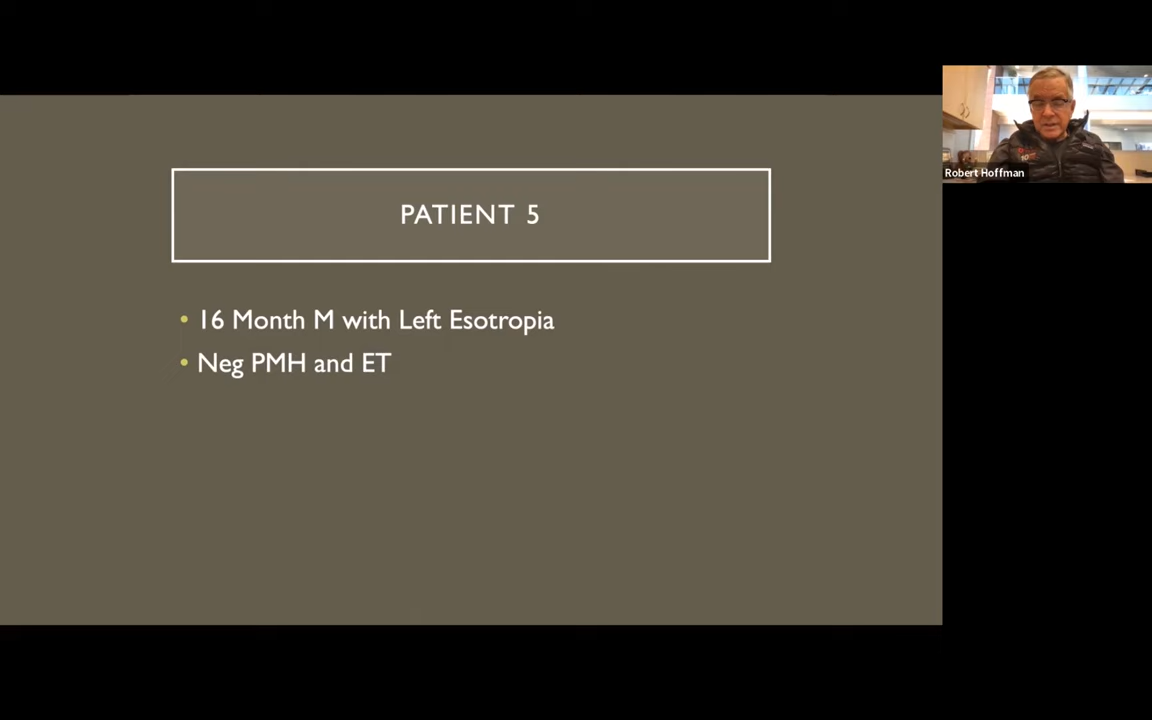 PATIENT 5
• 16 Month M with Left Esotropia
• Neg PMH and ET
Robert Hoffman